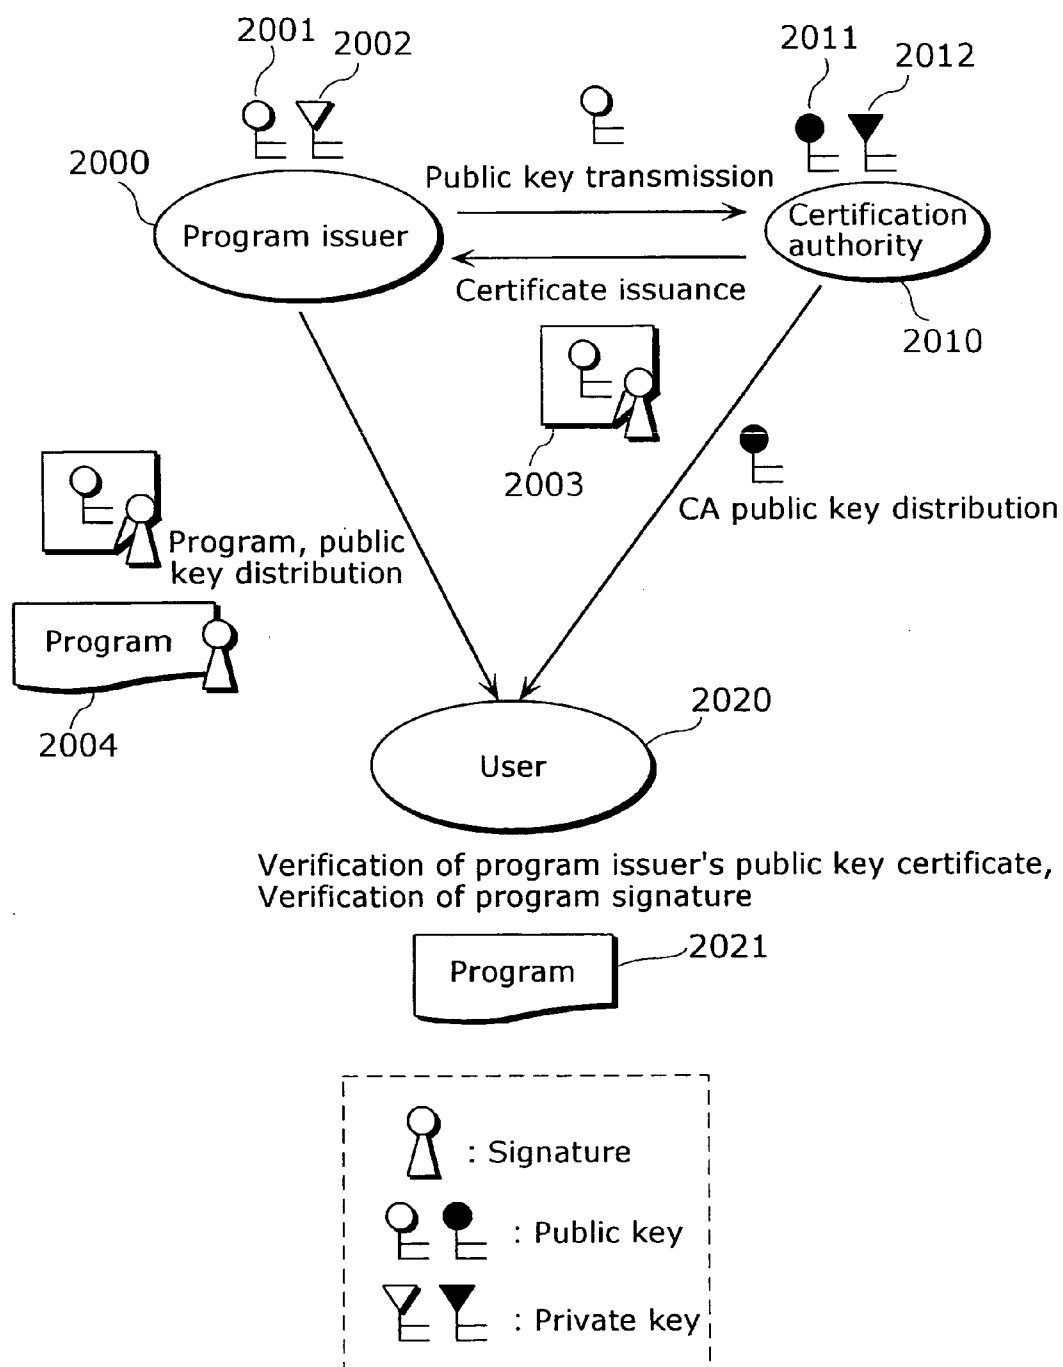 2001
2002
2011
2012
2000
Public key transmission
Program issuer
Certification
authority
Certificate issuance
2010
2003
CA public key distribution
Program, public
key distribution
Program
2004
2020
User
Verification of program issuer's public key certificate,
Verification of program signature
2021
Program
: Signature
: Public key
: Private key